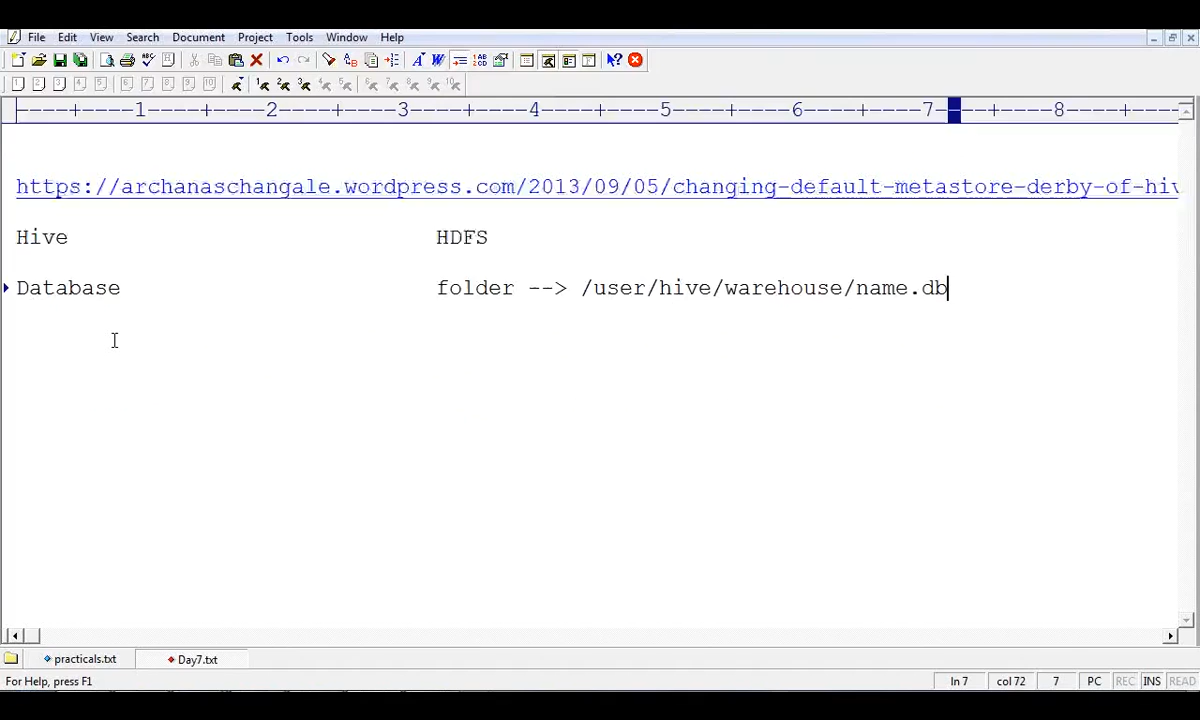 File Edit View Search Document Project Tools Window Help
----+----1----+----2----+----3----+----4----+----5----+----6----+----7----+----8----+----
https://archanaschangale.wordpress.com/2013/09/05/changing-default-metastore-derby-of-hiv
Hive HDFS
Database folder --> /user/hive/warehouse/name.db
practicals.txt Day7.txt
For Help, press F1 ln 7 col 72 7 PC REC INS READ